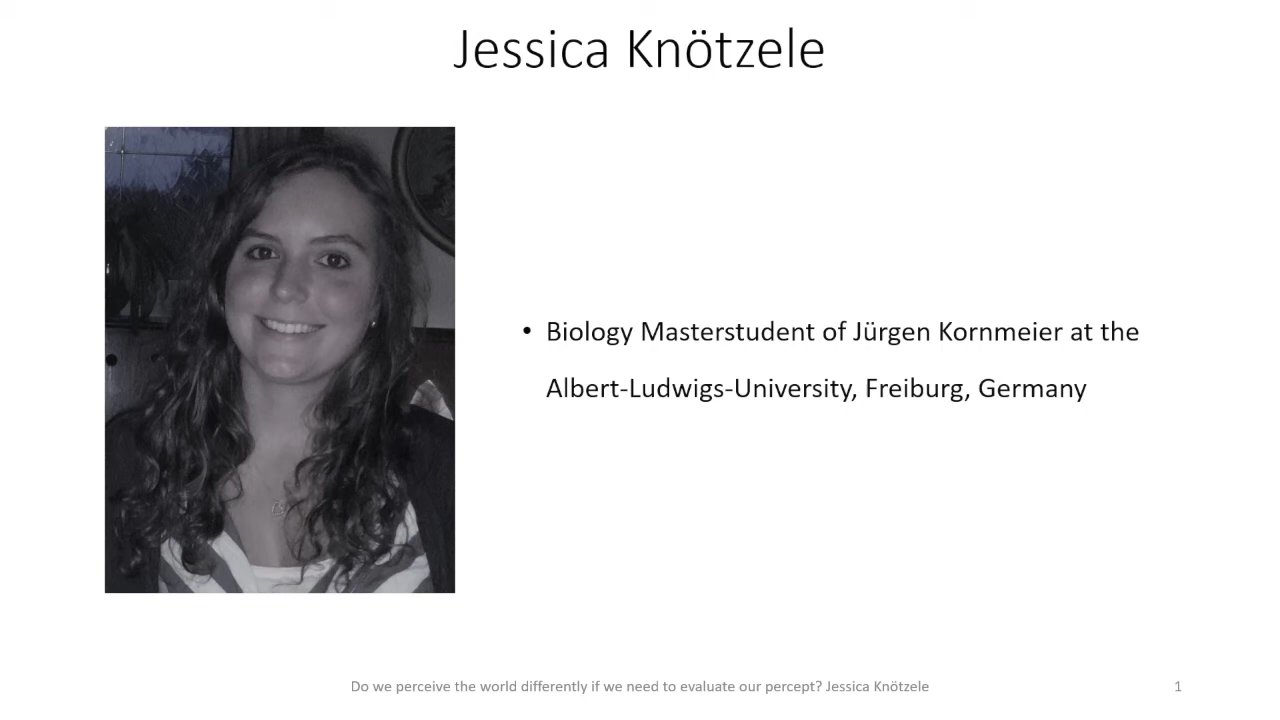 Jessica Knötzele
• Biology Masterstudent of Jürgen Kornmeier at the
Albert-Ludwigs-University, Freiburg, Germany
Do we perceive the world differently if we need to evaluate our percept? Jessica Knötzele
1